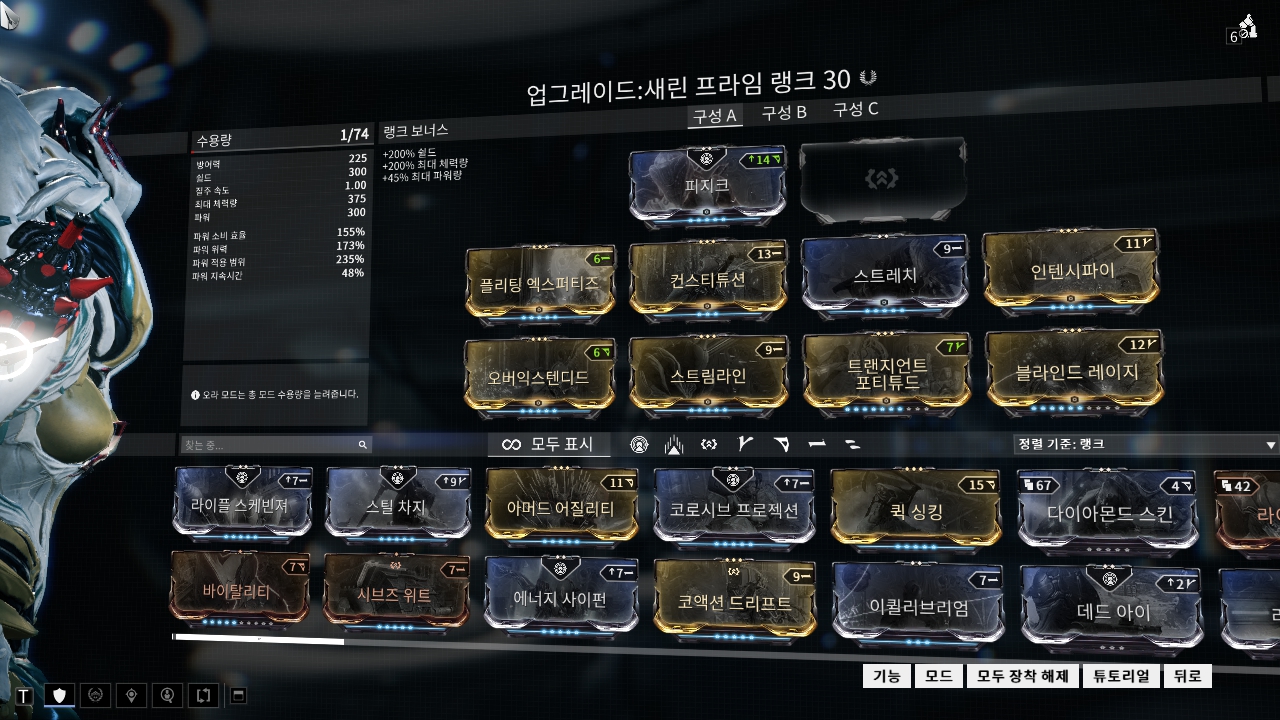 6
업그레이드:새린 프라임 랭크 30
구성 A 구성 B 구성 C
수용량 1/74
방어력 225
쉴드 300
질주 속도 1.00
최대 체력량 375
파워 300
파워 소비 효율 155%
파워 위력 173%
파워 적용 범위 235%
파워 지속시간 48%
오라 모드는 총 모드 수용량을 늘려줍니다.
랭크 보너스
+200% 쉴드
+200% 최대 체력량
+45% 최대 파워량
14
피지크
6
플리팅 엑스퍼티즈
13
컨스티튜션
9
스트레치
11
인텐시파이
6
오버익스텐디드
9
스트림라인
7
트랜지언트
포티튜드
12
블라인드 레이지
찾는 중...
모두 표시
정렬 기준: 랭크
7
라이플 스캐빈저
9
스틸 차지
11
아머드 어질리티
7
코로시브 프로젝션
15
퀵 싱킹
67 4
다이아몬드 스킨
42
라이
7
바이탈리티
7
시브즈 위트
7
에너지 사이펀
9
코액션 드리프트
7
이퀼리브리엄
2
데드 아이
T
기능 모드 모두 장착 해제 튜토리얼 뒤로